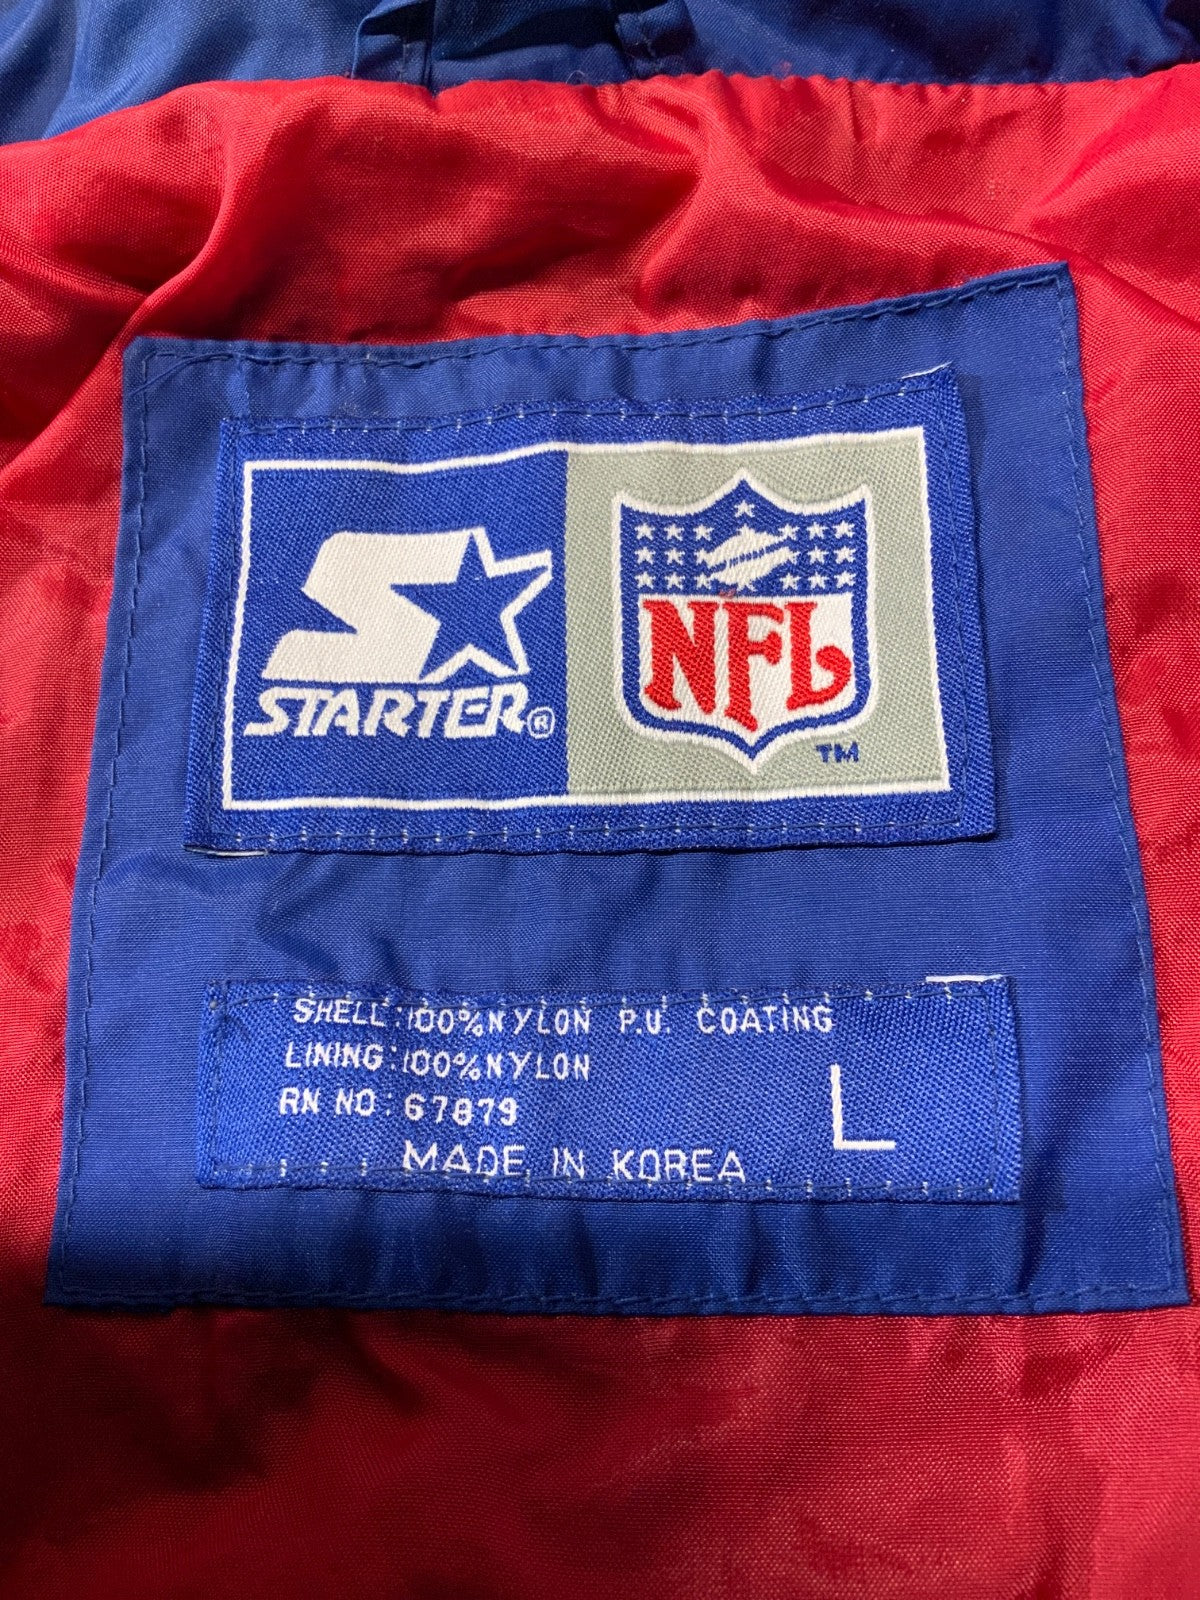 STARTER®
NFL
TM
SHELL:100%NYLON P.U. COATING
LINING:100%NYLON
RN NO: 67879
L
MADE IN KOREA